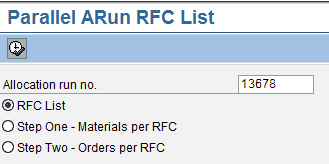 Parallel ARun RFC List
Allocation run no. 13678
RFC List
Step One - Materials per RFC
Step Two - Orders per RFC